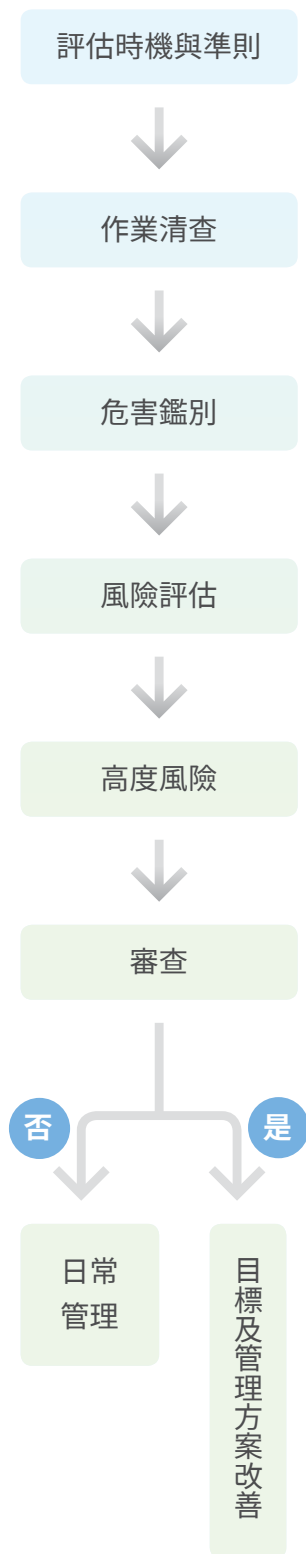 評估時機與準則
作業清查
危害鑑別
風險評估
高度風險
審查
否
是
日常
管理
目標及管理方案改善